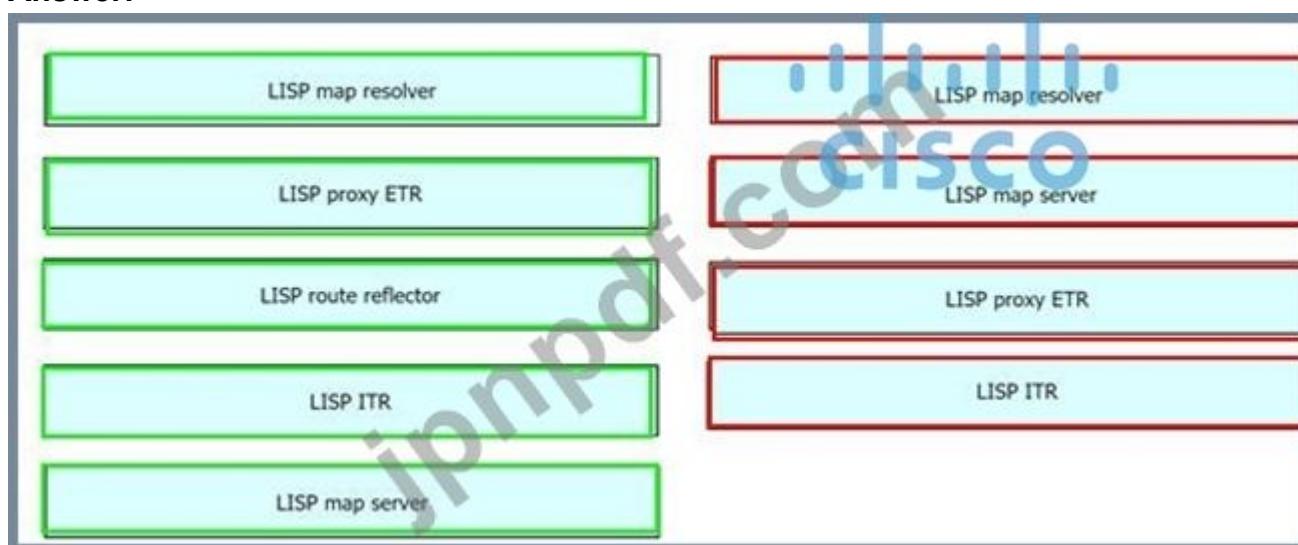 LISP map resolver
LISP proxy ETR
LISP route reflector
LISP ITR
LISP map server
LISP map resolver
LISP map server
LISP proxy ETR
LISP ITR
CISCO
jpnpdf.com